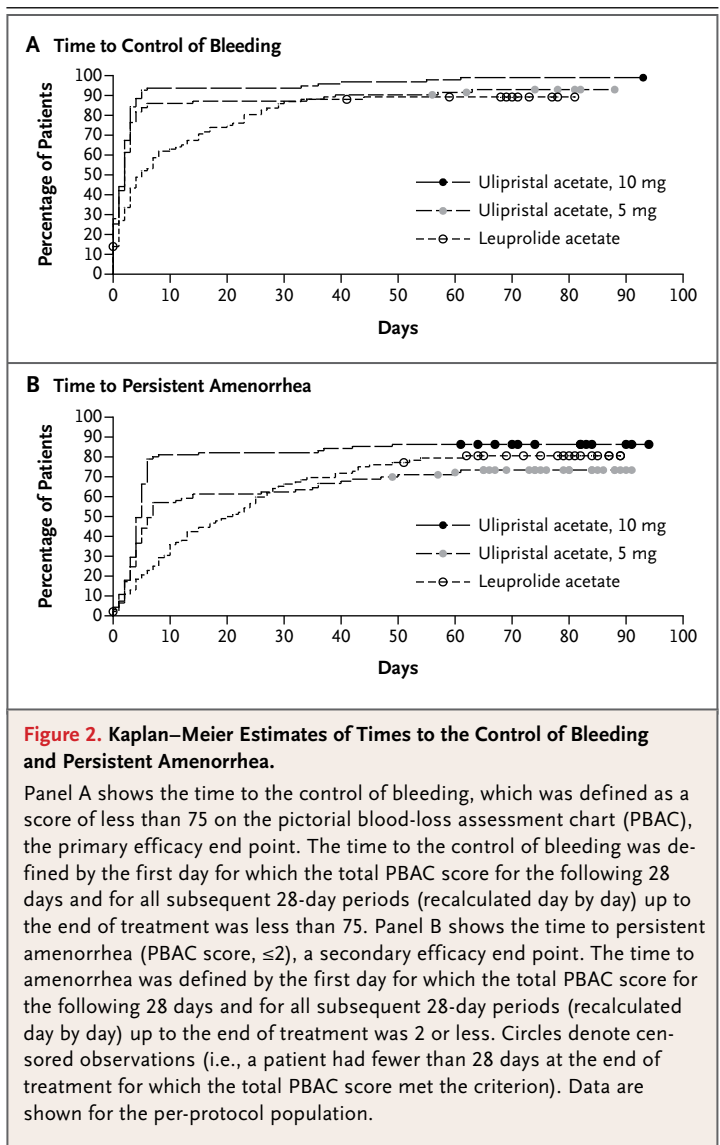 A Time to Control of Bleeding
Percentage of Patients
100
90
80
70
60
50
40
30
20
10
0
Ulipristal acetate, 10 mg
Ulipristal acetate, 5 mg
Leuprolide acetate
0 10 20 30 40 50 60 70 80 90 100
Days
B Time to Persistent Amenorrhea
Percentage of Patients
100
90
80
70
60
50
40
30
20
10
0
Ulipristal acetate, 10 mg
Ulipristal acetate, 5 mg
Leuprolide acetate
0 10 20 30 40 50 60 70 80 90 100
Days
Figure 2. Kaplan–Meier Estimates of Times to the Control of Bleeding
and Persistent Amenorrhea.
Panel A shows the time to the control of bleeding, which was defined as a
score of less than 75 on the pictorial blood-loss assessment chart (PBAC),
the primary efficacy end point. The time to the control of bleeding was de-
fined by the first day for which the total PBAC score for the following 28
days and for all subsequent 28-day periods (recalculated day by day) up to
the end of treatment was less than 75. Panel B shows the time to persistent
amenorrhea (PBAC score, ≤2), a secondary efficacy end point. The time to
amenorrhea was defined by the first day for which the total PBAC score for
the following 28 days and for all subsequent 28-day periods (recalculated
day by day) up to the end of treatment was 2 or less. Circles denote cen-
sored observations (i.e., a patient had fewer than 28 days at the end of
treatment for which the total PBAC score met the criterion). Data are
shown for the per-protocol population.